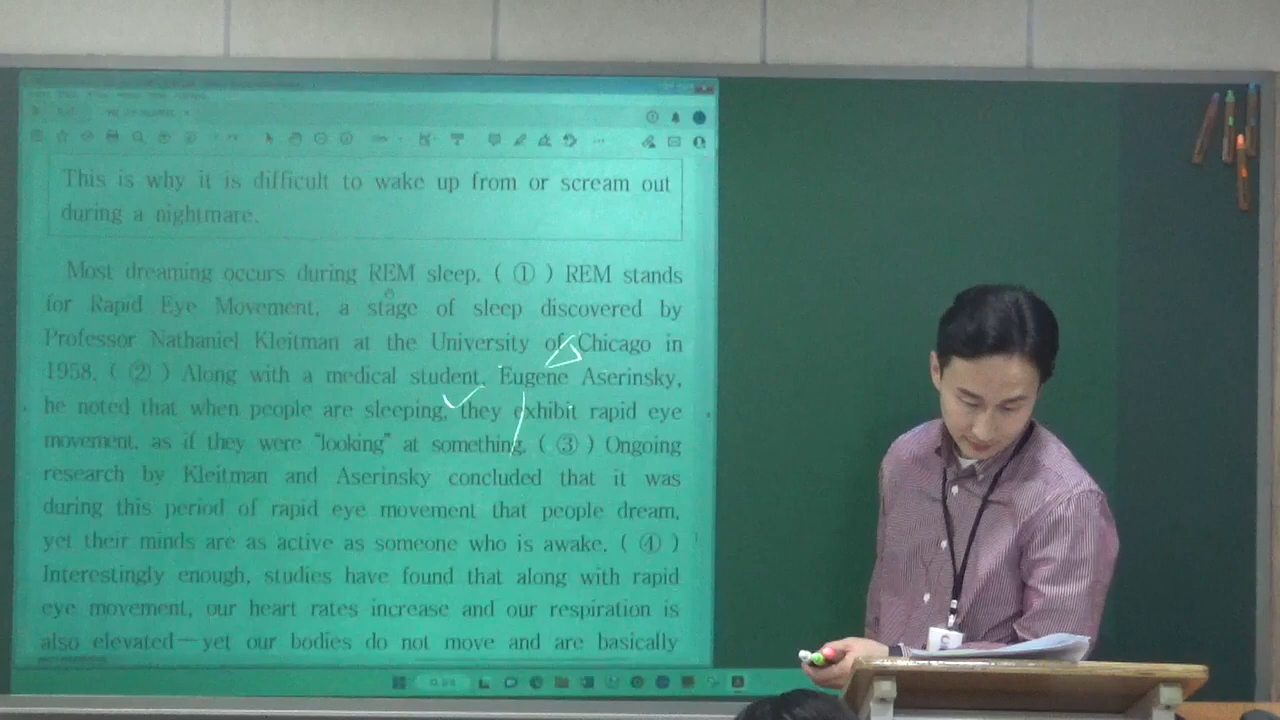 This is why it is difficult to wake up from or scream out
during a nightmare.
Most dreaming occurs during REM sleep. ( ① ) REM stands
for Rapid Eye Movement, a stage of sleep discovered by
Professor Nathaniel Kleitman at the University of Chicago in
1958. ( ② ) Along with a medical student, Eugene Aserinsky,
he noted that when people are sleeping, they exhibit rapid eye
movement, as if they were “looking” at something. ( ③ ) Ongoing
research by Kleitman and Aserinsky concluded that it was
during this period of rapid eye movement that people dream,
yet their minds are as active as someone who is awake. ( ④ )
Interestingly enough, studies have found that along with rapid
eye movement, our heart rates increase and our respiration is
also elevated—yet our bodies do not move and are basically